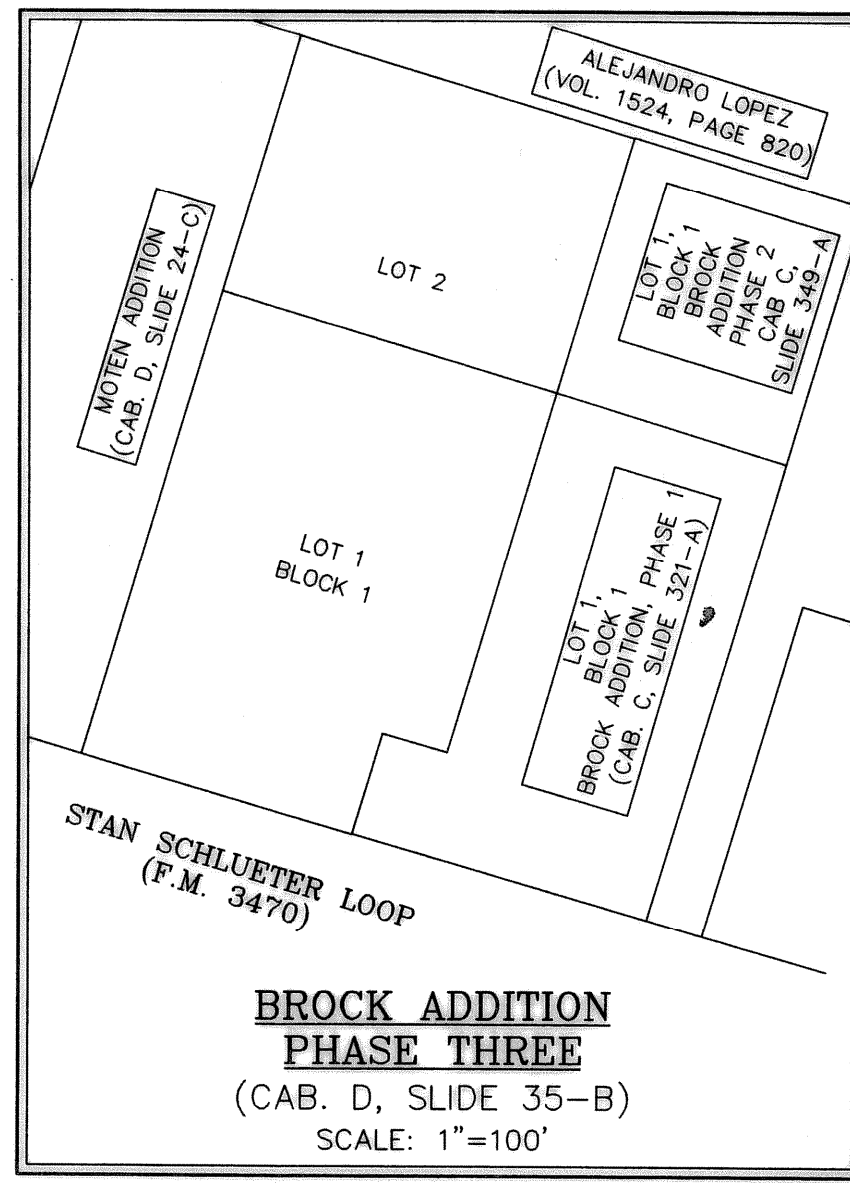 ALEJANDRO LOPEZ
(VOL. 1524, PAGE 820)
MOTEN ADDITION
(CAB. D, SLIDE 24-C)
LOT 2
LOT 1,
BLOCK 1
BROCK
ADDITION
PHASE 2
CAB C,
SLIDE 349-A
LOT 1
BLOCK 1
LOT 1,
BLOCK 1
BROCK ADDITION, PHASE 1
(CAB. C, SLIDE 321-A)
STAN SCHLUETER LOOP
(F.M. 3470)
BROCK ADDITION
PHASE THREE
(CAB. D, SLIDE 35-B)
SCALE: 1"=100'